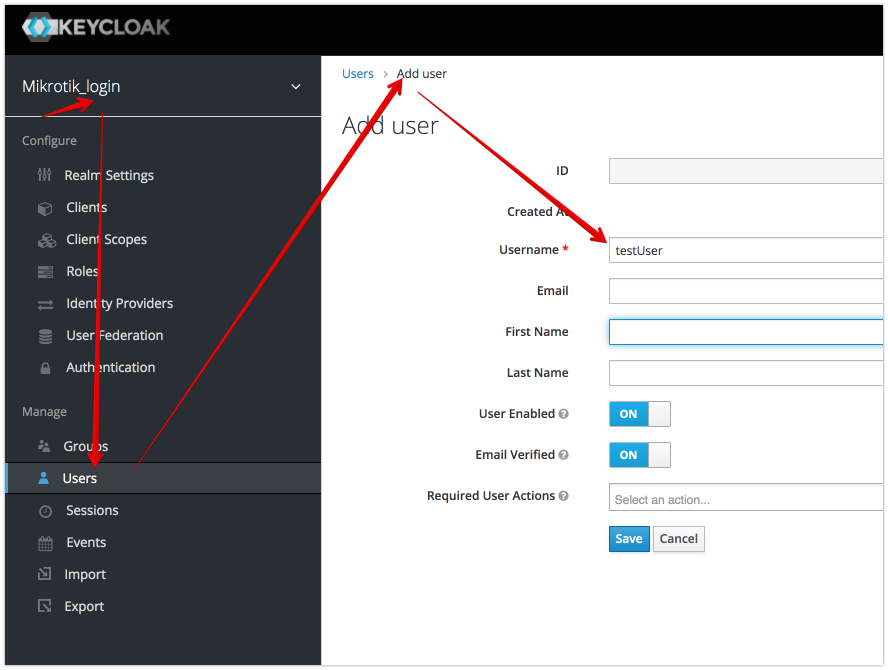 KEYCLOAK
Mikrotik_login
Configure
Realm Settings
Clients
Client Scopes
Roles
Identity Providers
User Federation
Authentication
Manage
Groups
Users
Sessions
Events
Import
Export
Users > Add user
Add user
ID
Created At
Username * testUser
Email
First Name
Last Name
User Enabled ? ON
Email Verified ? ON
Required User Actions ? Select an action...
Save Cancel